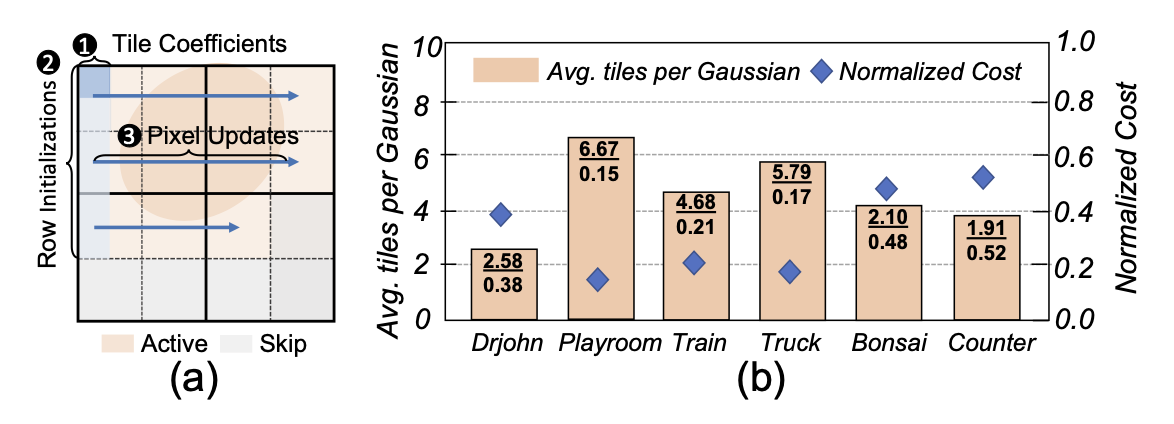 ❶ Tile Coefficients
❷ Row Initializations
❸ Pixel Updates
Active
Skip
(a)
Avg. tiles per Gaussian
10
8
6
4
2
0
Avg. tiles per Gaussian
Normalized Cost
2.58
0.38
6.67
0.15
4.68
0.21
5.79
0.17
2.10
0.48
1.91
0.52
1.0
0.8
0.6
0.4
0.2
0.0
Normalized Cost
Drjohn
Playroom
Train
Truck
Bonsai
Counter
(b)